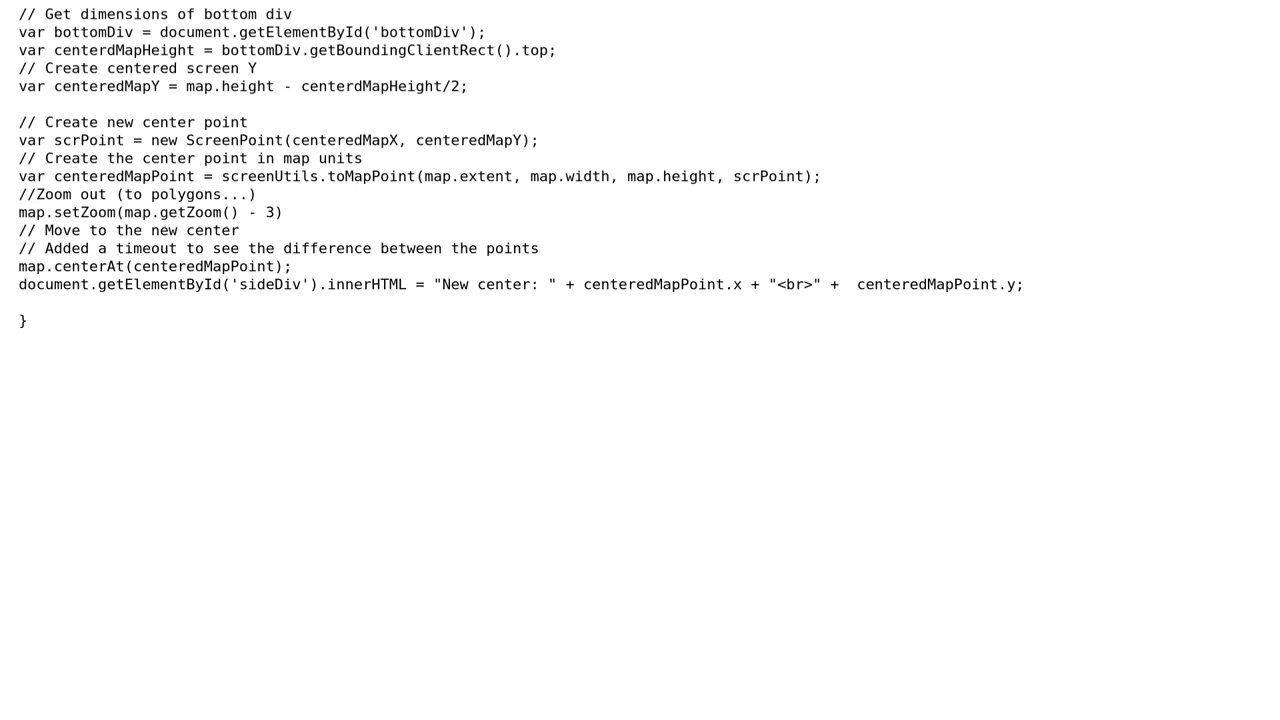 // Get dimensions of bottom div
var bottomDiv = document.getElementById('bottomDiv');
var centerdMapHeight = bottomDiv.getBoundingClientRect().top;
// Create centered screen Y
var centeredMapY = map.height - centerdMapHeight/2;

// Create new center point
var scrPoint = new ScreenPoint(centeredMapX, centeredMapY);
// Create the center point in map units
var centeredMapPoint = screenUtils.toMapPoint(map.extent, map.width, map.height, scrPoint);
//Zoom out (to polygons...)
map.setZoom(map.getZoom() - 3)
// Move to the new center
// Added a timeout to see the difference between the points
map.centerAt(centeredMapPoint);
document.getElementById('sideDiv').innerHTML = "New center: " + centeredMapPoint.x + "<br>" +  centeredMapPoint.y;

}